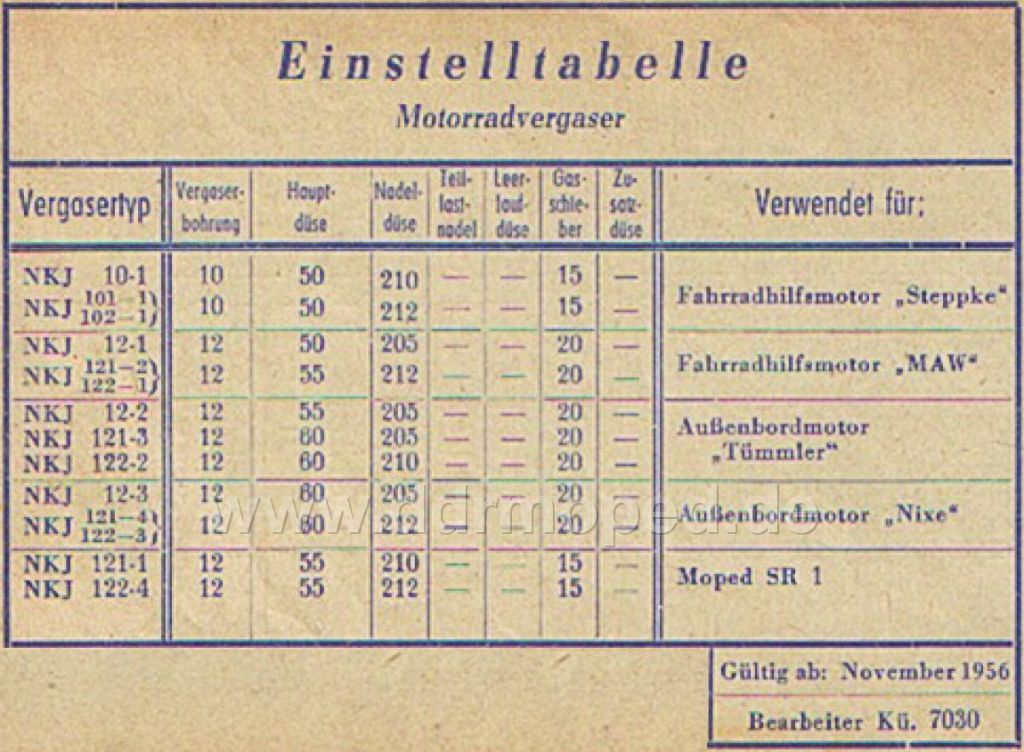 Einstelltabelle
Motorradvergaser
Vergasertyp Vergaser-bohrung Haupt-düse Nadel-düse Teil-last-nadel Leer-lauf-düse Gas-schie-ber Zu-satz-düse Verwendet für:
NKJ 10-1 10 50 210 — — 15 — Fahrradhilfsmotor „Steppke“
NKJ 101–1) 102–1) 10 50 212 — — 15 —
NKJ 12-1 12 50 205 — — 20 — Fahrradhilfsmotor „MAW“
NKJ 121–2) 122–1) 12 55 212 — — 20 —
NKJ 12-2 12 55 205 — — 20 — Außenbordmotor
NKJ 121-3 12 60 205 — — 20 — „Tümmler“
NKJ 122-2 12 60 210 — — 20 —
NKJ 12-3 12 60 205 — — 20 — Außenbordmotor „Nixe“
NKJ 121–4) 122–3) 12 60 212 — — 20 —
NKJ 121-1 12 55 210 — — 15 — Moped SR 1
NKJ 122-4 12 55 212 — — 15 —
Gültig ab: November 1956
Bearbeiter Kü. 7030
www.ddrmoped.de